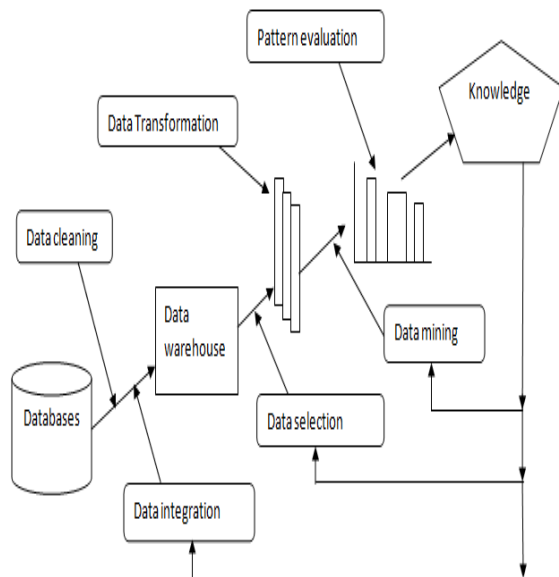 Pattern evaluation
Knowledge
Data Transformation
Data cleaning
Data
warehouse
Data mining
Databases
Data selection
Data integration